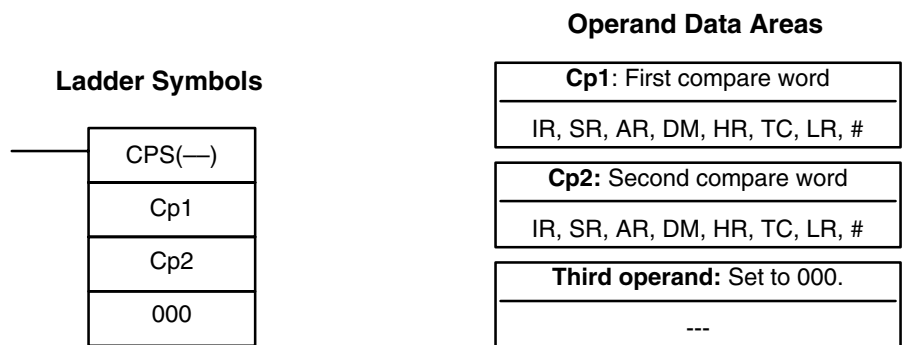 Ladder Symbols
CPS(—)
Cp1
Cp2
000
Operand Data Areas
Cp1: First compare word
IR, SR, AR, DM, HR, TC, LR, #
Cp2: Second compare word
IR, SR, AR, DM, HR, TC, LR, #
Third operand: Set to 000.
---